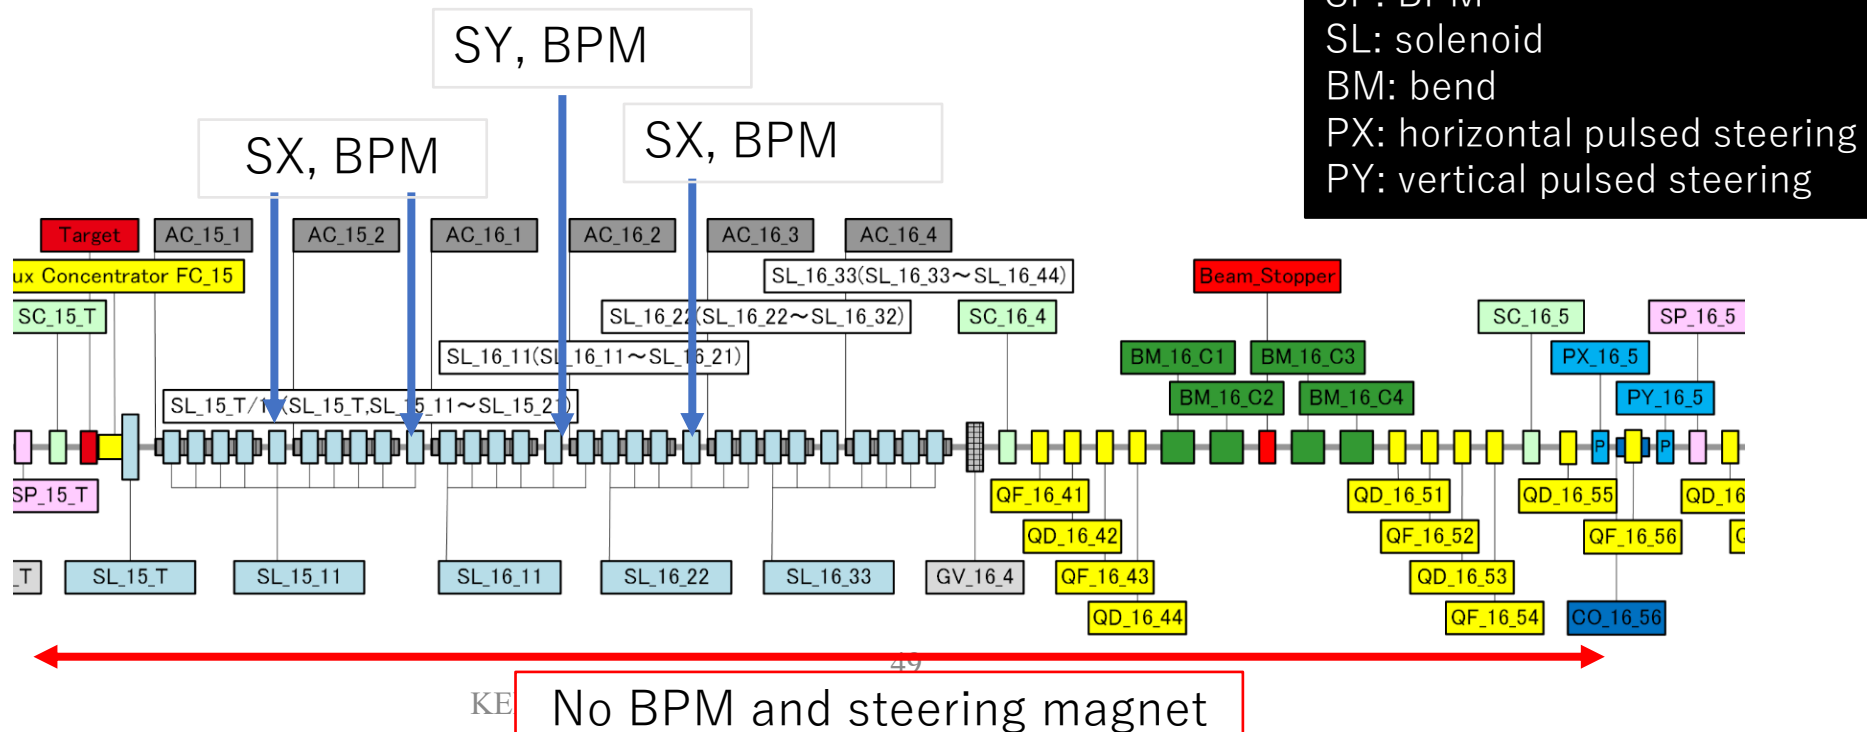 SP: BPM
SL: solenoid
BM: bend
PX: horizontal pulsed steering
PY: vertical pulsed steering
SY, BPM
SX, BPM
SX, BPM
Target
AC_15_1
AC_15_2
AC_16_1
AC_16_2
AC_16_3
AC_16_4
ux Concentrator FC_15
SL_16_33(SL_16_33～SL_16_44)
Beam_Stopper
SC_15_T
SL_16_22(SL_16_22～SL_16_32)
SC_16_4
SC_16_5
SP_16_5
SL_16_11(SL_16_11～SL_16_21)
BM_16_C1
BM_16_C3
PX_16_5
SL_15_T/1 (SL_15_T,SL_15_11～SL_15_21)
BM_16_C2
BM_16_C4
PY_16_5
P
P
SP_15_T
QF_16_41
QD_16_51
QD_16_55
QD_16
QD_16_42
QF_16_52
QF_16_56
_T
SL_15_T
SL_15_11
SL_16_11
SL_16_22
SL_16_33
GV_16_4
QF_16_43
QD_16_53
QD_16_44
QF_16_54
CO_16_56
49
KE
No BPM and steering magnet